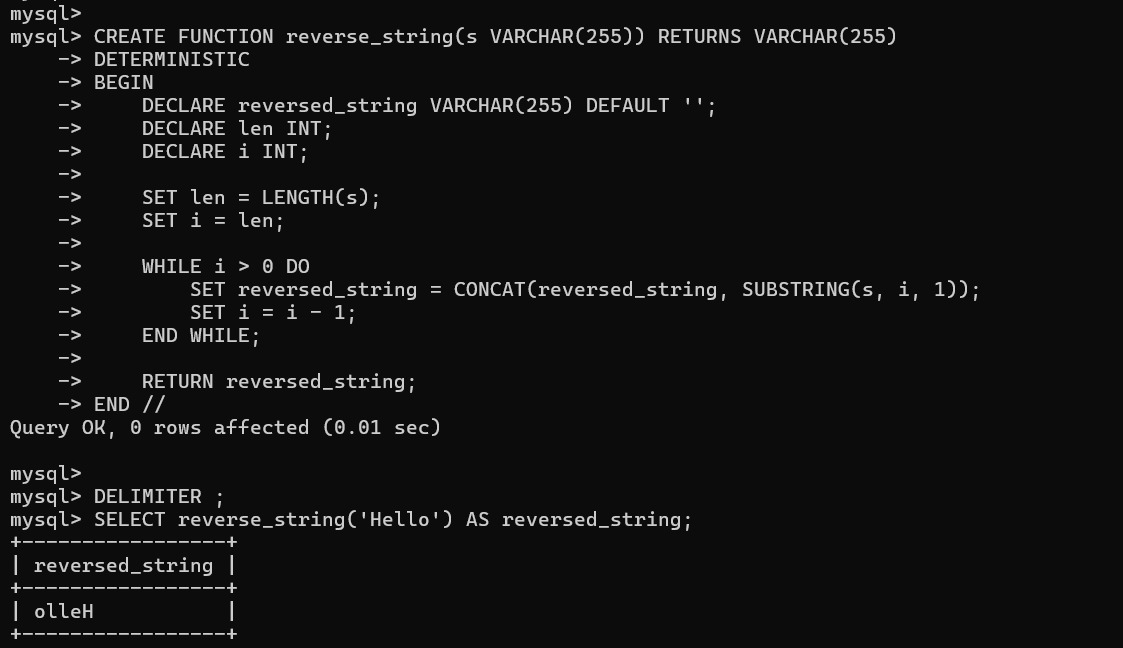 mysql>
mysql> CREATE FUNCTION reverse_string(s VARCHAR(255)) RETURNS VARCHAR(255)
    -> DETERMINISTIC
    -> BEGIN
    ->     DECLARE reversed_string VARCHAR(255) DEFAULT '';
    ->     DECLARE len INT;
    ->     DECLARE i INT;
    ->
    ->     SET len = LENGTH(s);
    ->     SET i = len;
    ->
    ->     WHILE i > 0 DO
    ->         SET reversed_string = CONCAT(reversed_string, SUBSTRING(s, i, 1));
    ->         SET i = i - 1;
    ->     END WHILE;
    ->
    ->     RETURN reversed_string;
    -> END //
Query OK, 0 rows affected (0.01 sec)

mysql>
mysql> DELIMITER ;
mysql> SELECT reverse_string('Hello') AS reversed_string;
+-----------------+
| reversed_string |
+-----------------+
| olleH           |
+-----------------+